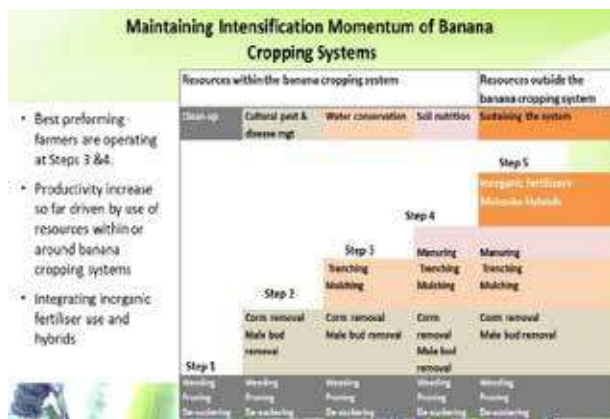 Maintaining Intensification Momentum of Banana
Cropping Systems
• Best preforming
farmers are operating
at Steps 3 &4.
• Productivity increase
so far driven by use of
resources within or
around banana
cropping systems
• Integrating inorganic
fertiliser use and
hybrids
Resources within the banana cropping system
Resources outside the
banana cropping system
Clean-up
Cultural pest &
disease mgt
Water conservation
Soil nutrition
Sustaining the system
Step 5
Inorganic fertilisers
Matooke Hybrids
Step 4
Manuring
Trenching
Mulching
Corm
removal
Male bud
removal
Manuring
Trenching
Mulching
Corm removal
Male bud removal
Step 3
Trenching
Mulching
Corm removal
Male bud removal
Step 2
Corm removal
Male bud
removal
Step 1
Weeding
Pruning
De-suckering
Weeding
Pruning
De-suckering
Weeding
Pruning
De-suckering
Weeding
Pruning
De-suckering
Weeding
Pruning
De-suckering